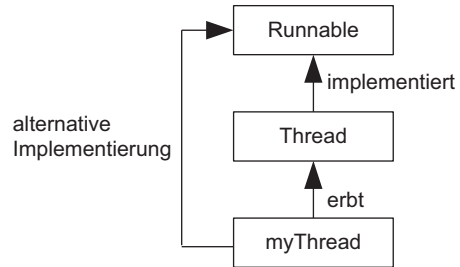 Runnable
implementiert
alternative
Implementierung
Thread
erbt
myThread